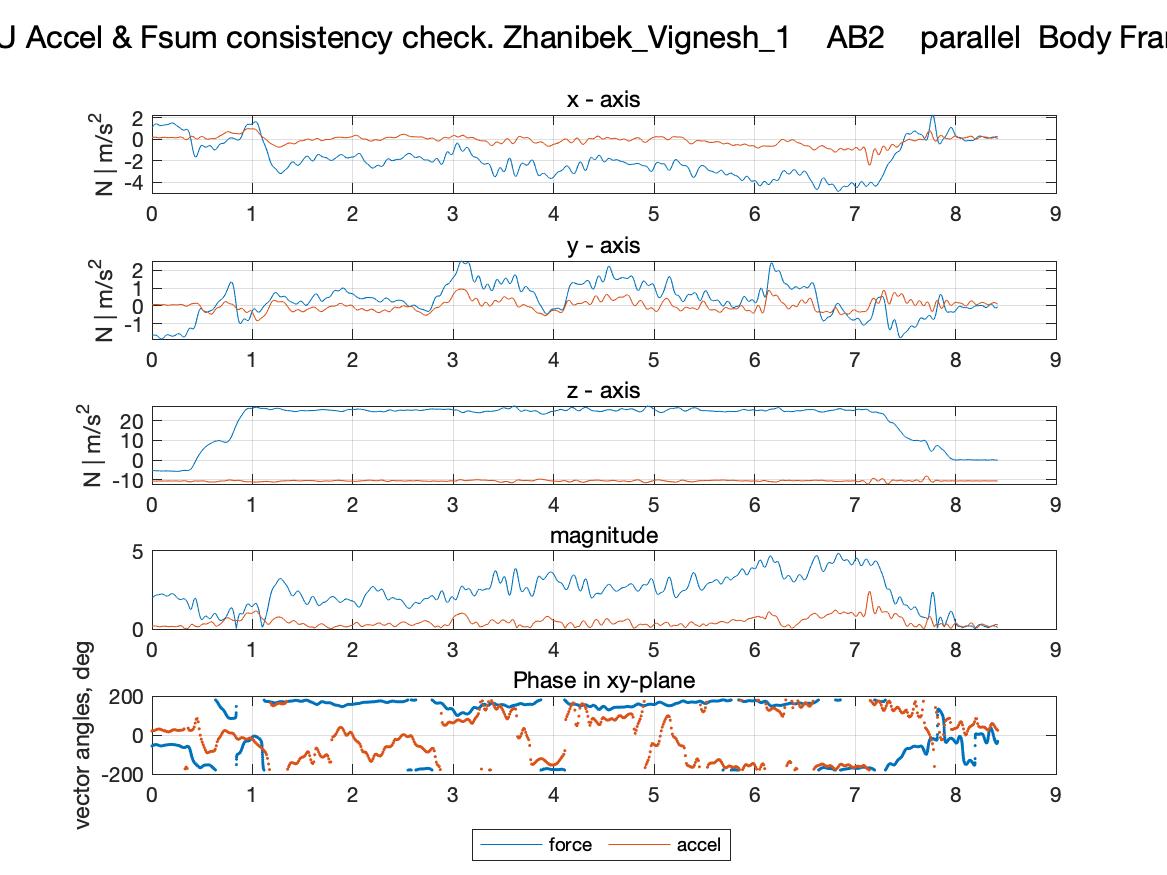 U Accel & Fsum consistency check. Zhanibek_Vignesh_1 AB2 parallel Body Fra
x - axis
N | m/s²
2
0
-2
-4
0 1 2 3 4 5 6 7 8 9
y - axis
N | m/s²
2
1
0
-1
0 1 2 3 4 5 6 7 8 9
z - axis
N | m/s²
20
10
0
-10
0 1 2 3 4 5 6 7 8 9
magnitude
5
0
0 1 2 3 4 5 6 7 8 9
Phase in xy-plane
vector angles, deg
200
0
-200
0 1 2 3 4 5 6 7 8 9
force accel